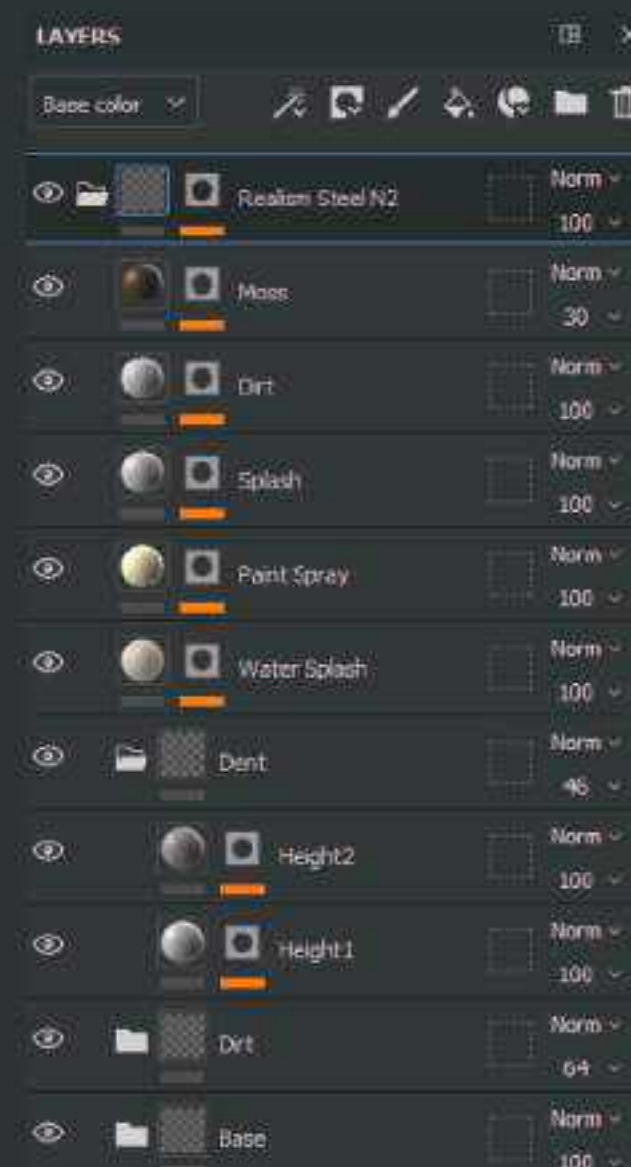 LAYERS
Base color
Realism Steel N2
Norm
100
Moss
Norm
30
Dirt
Norm
100
Splash
Norm
100
Paint Spray
Norm
100
Water Splash
Norm
100
Dent
Norm
46
Height2
Norm
100
Height1
Norm
100
Dirt
Norm
64
Base
Norm
100